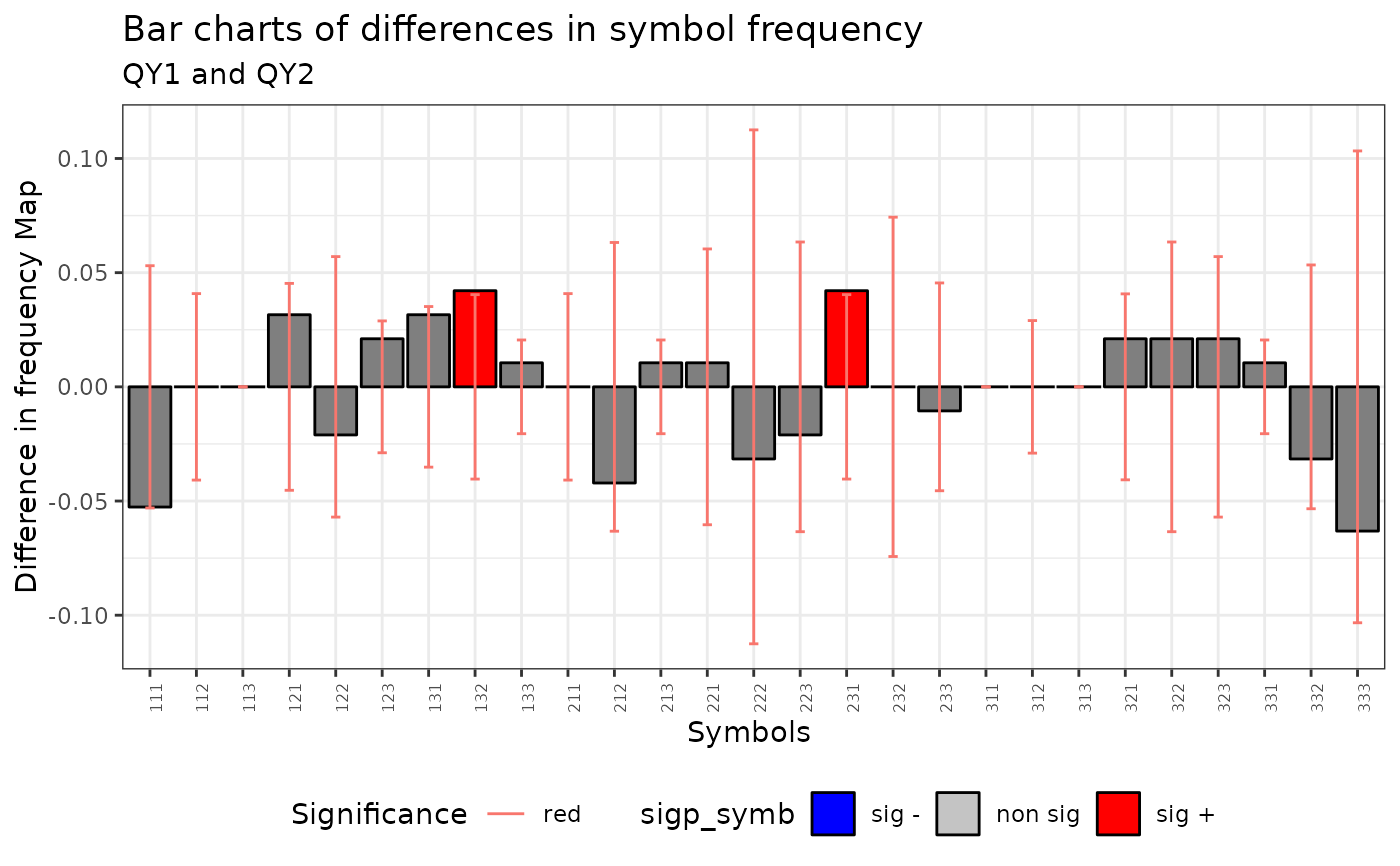 Bar charts of differences in symbol frequency
QY1 and QY2
Difference in frequency Map
0.10
0.05
0.00
-0.05
-0.10
111 112 113 121 122 123 131 132 133 211 212 213 221 222 223 231 232 233 311 312 313 321 322 323 331 332 333
Symbols
Significance red sigp_symb sig - non sig sig +